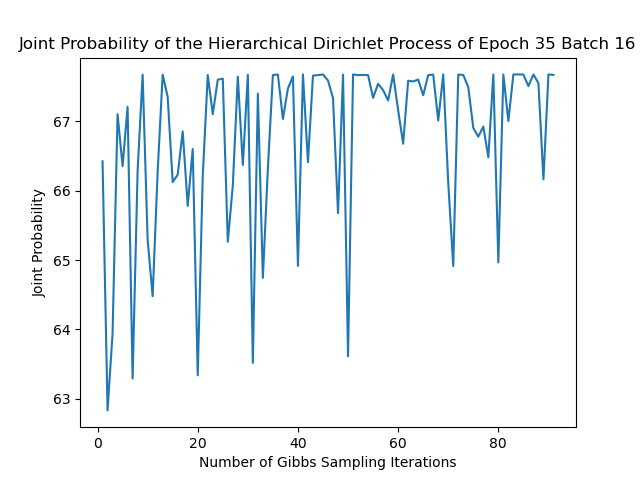 Joint Probability of the Hierarchical Dirichlet Process of Epoch 35 Batch 16
67
66
65
64
63
Joint Probability
0 20 40 60 80
Number of Gibbs Sampling Iterations